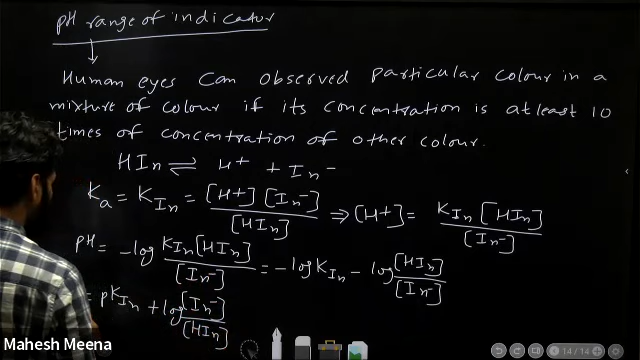 pH range of indicator
Human eyes can observed particular colour in a
mixture of colour if its concentration is atleast 10
times of concentration of other colour.
HIn ⇌ H+ + In-
Ka = KIn = [H+] [In-] / [HIn] ⇒ [H+] = KIn [HIn] / [In-]
pH = -log KIn [HIn] / [In-] = -log KIn - log [HIn] / [In-]
= pKIn + log [In-] / [HIn]
Mahesh Meena
14 / 14